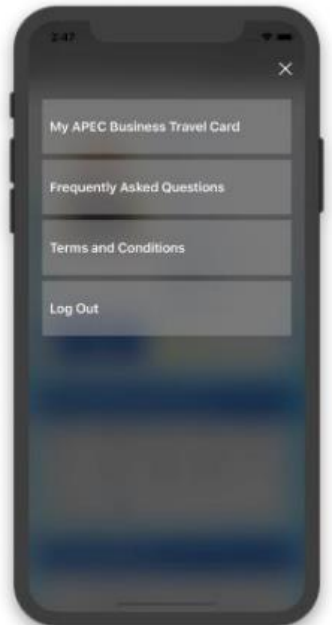 2:47
My APEC Business Travel Card
Frequently Asked Questions
Terms and Conditions
Log Out